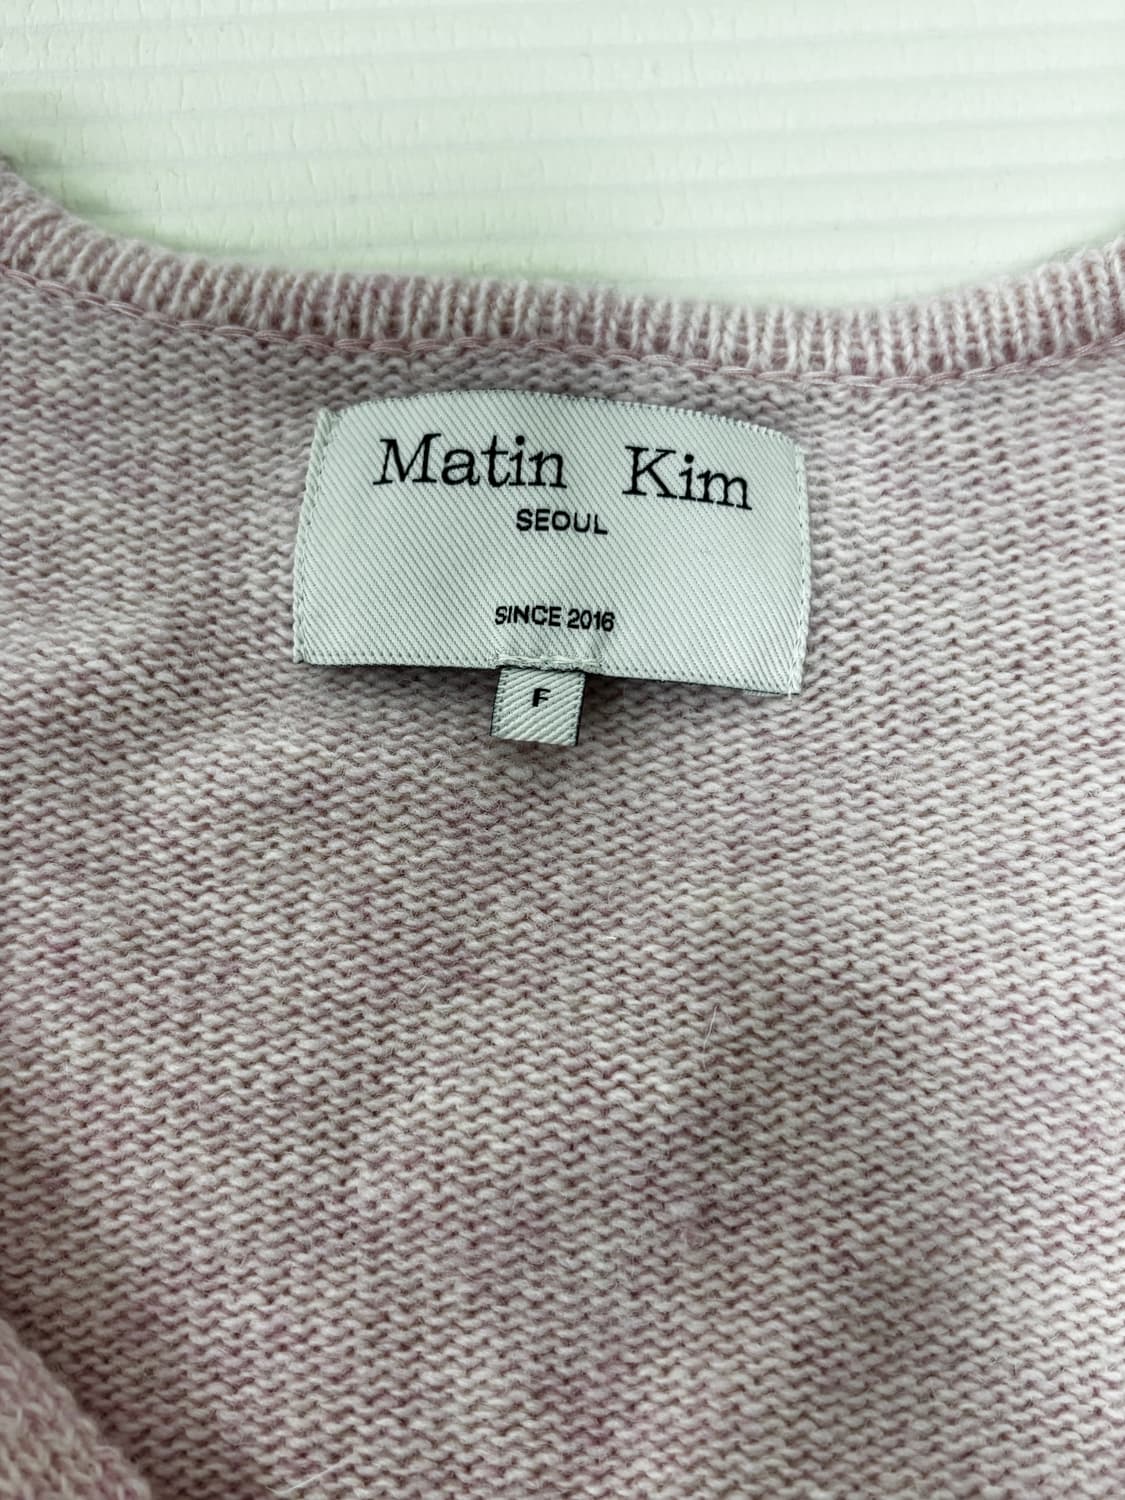 Matin Kim
SEOUL
SINCE 2016
F